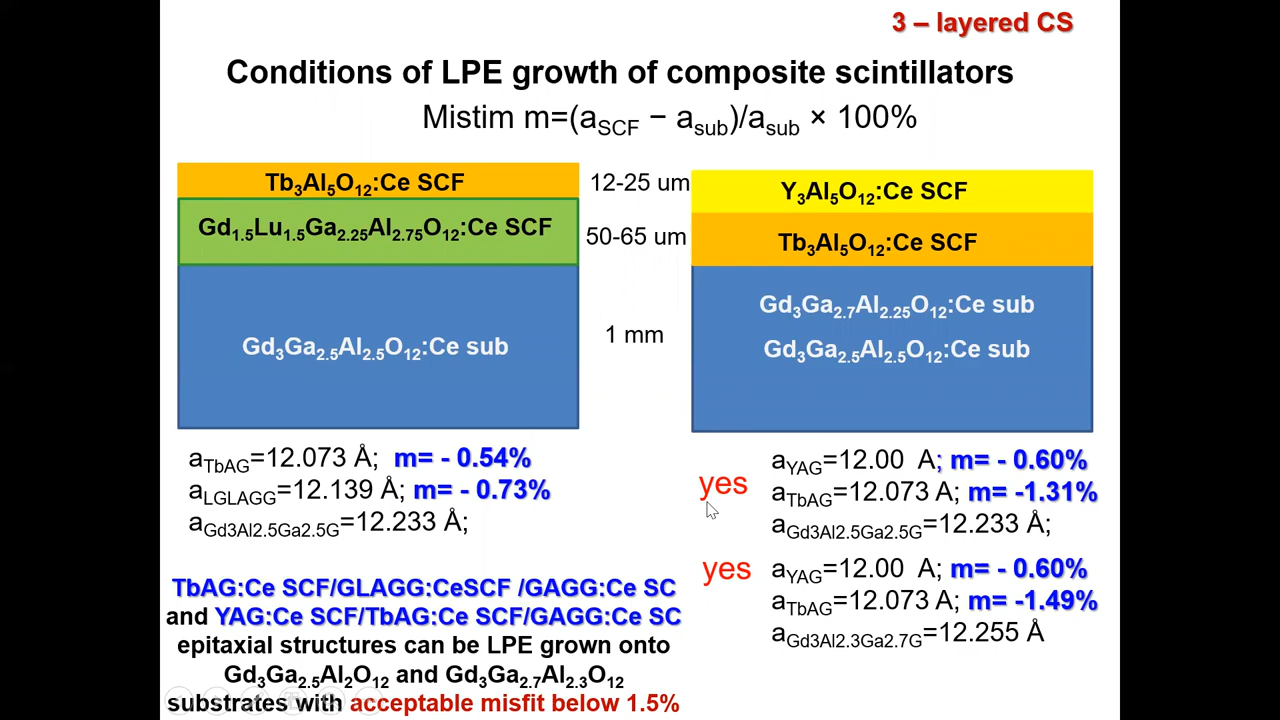 3 – layered CS
Conditions of LPE growth of composite scintillators
Mistim m=(aSCF − asub)/asub × 100%
Tb3Al5O12:Ce SCF
12-25 um
Gd1.5Lu1.5Ga2.25Al2.75O12:Ce SCF
50-65 um
Gd3Ga2.5Al2.5O12:Ce sub
1 mm
Y3Al5O12:Ce SCF
Tb3Al5O12:Ce SCF
Gd3Ga2.7Al2.25O12:Ce sub
Gd3Ga2.5Al2.5O12:Ce sub
aTbAG=12.073 Å; m= - 0.54%
aLGLAGG=12.139 Å; m= - 0.73%
aGd3Al2.5Ga2.5G=12.233 Å;
yes
aYAG=12.00 A; m= - 0.60%
aTbAG=12.073 A; m= -1.31%
aGd3Al2.5Ga2.5G=12.233 Å;
yes
aYAG=12.00 A; m= - 0.60%
aTbAG=12.073 A; m= -1.49%
aGd3Al2.3Ga2.7G=12.255 Å
TbAG:Ce SCF/GLAGG:CeSCF /GAGG:Ce SC
and YAG:Ce SCF/TbAG:Ce SCF/GAGG:Ce SC
epitaxial structures can be LPE grown onto
Gd3Ga2.5Al2O12 and Gd3Ga2.7Al2.3O12
substrates with acceptable misfit below 1.5%